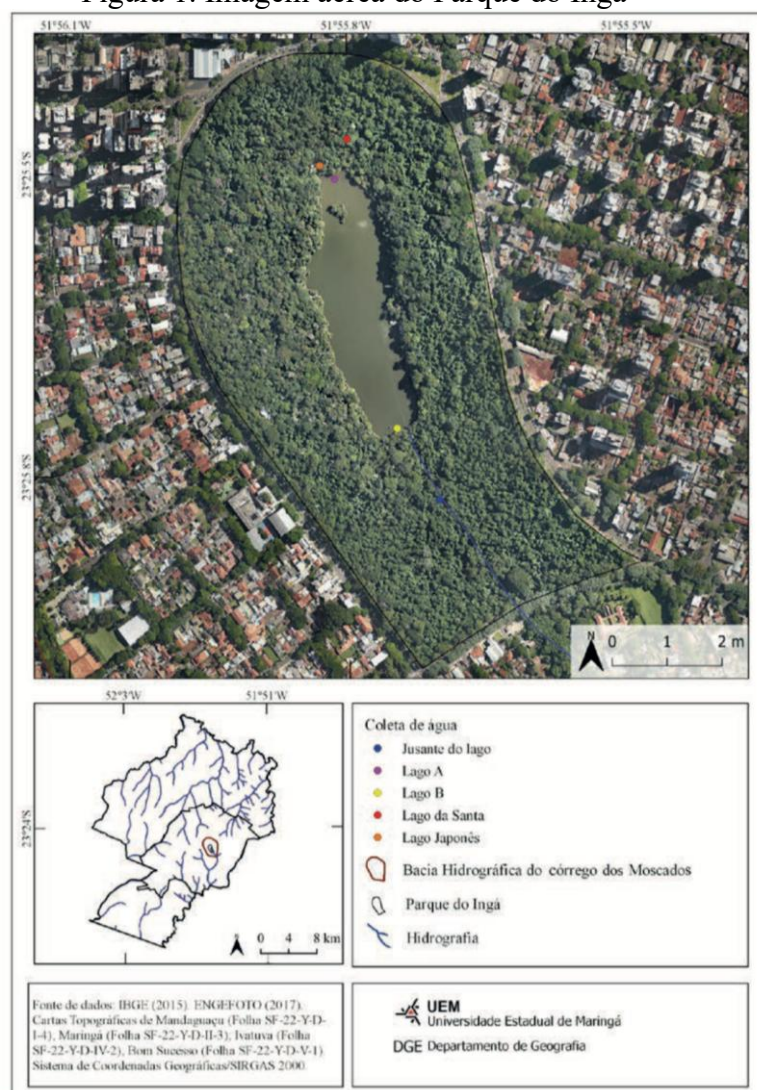 Figura 1. Imagem aérea do Parque do Ingá
51°56.1'W
51°55.8'W
51°55.5'W
23°25.5'S
23°25.8'S
N
0 1 2 m
52°3'W
51°51'W
23°24'S
N
0 4 8 km
Coleta de água
Jusante do lago
Lago A
Lago B
Lago da Santa
Lago Japonês
Bacia Hidrográfica do córrego dos Moscados
Parque do Ingá
Hidrografia
Fonte de dados: IBGE (2015). ENGEFOTO (2017).
Cartas Topográficas de Mandaguaçu (Folha SF-22-Y-D-
I-4), Maringá (Folha SF-22-Y-D-II-3), Ivatuva (Folha
SF-22-Y-D-IV-2), Bom Sucesso (Folha SF-22-Y-D-V-1)
Sistema de Coordenadas Geográficas/SIRGAS 2000.
UEM
Universidade Estadual de Maringá
DGE Departamento de Geografia